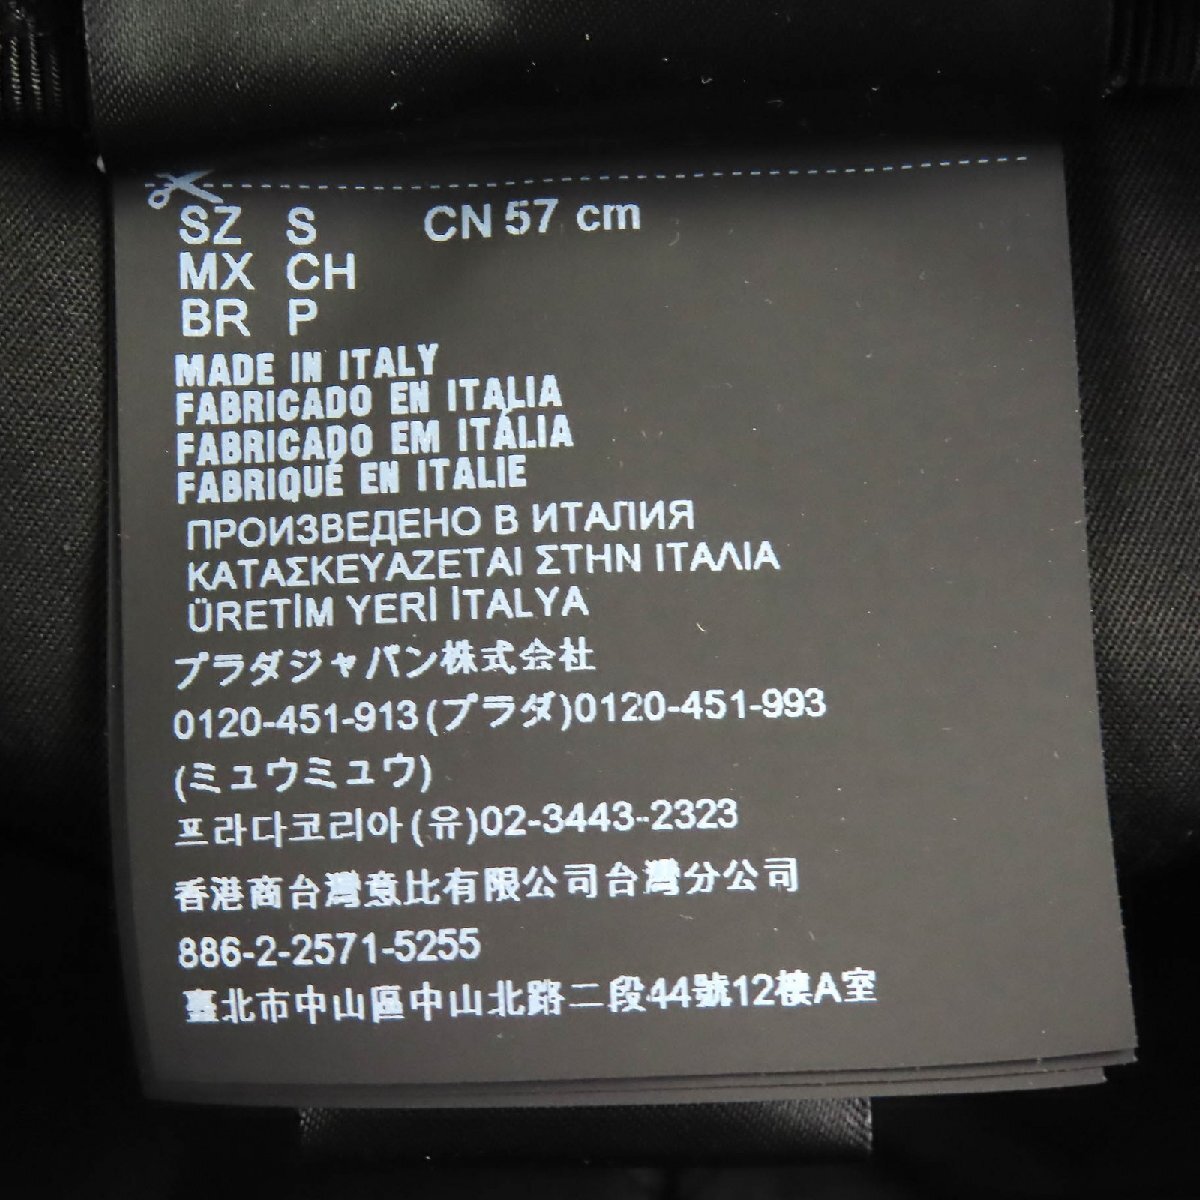 SZ S CN 57 cm
MX CH
BR P
MADE IN ITALY
FABRICADO EN ITALIA
FABRICADO EM ITÁLIA
FABRIQUÉ EN ITALIE
ПРОИЗВЕДЕНО В ИТАЛИЯ
ΚΑΤΑΣΚΕΥΑΖΕΤΑΙ ΣΤΗΝ ΙΤΑΛΙΑ
ÜRETİM YERİ İTALYA
プラダジャパン株式会社
0120-451-913(プラダ)0120-451-993
(ミュウミュウ)
프라다코리아(유)02-3443-2323
香港商台灣意比有限公司台灣分公司
886-2-2571-5255
臺北市中山區中山北路二段44號12樓A室